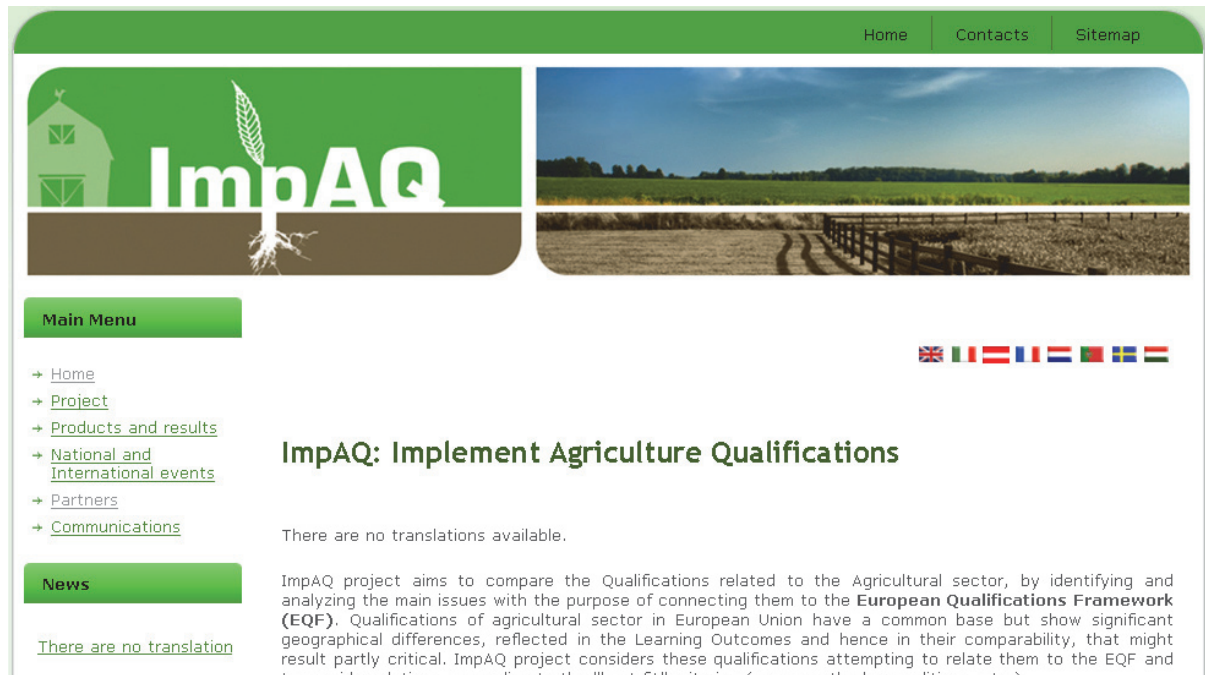 Home Contacts Sitemap
ImpAQ
Main Menu
Home
Project
Products and results
National and
International events
Partners
Communications
News
There are no translation
ImpAQ: Implement Agriculture Qualifications
There are no translations available.
ImpAQ project aims to compare the Qualifications related to the Agricultural sector, by identifying and
analyzing the main issues with the purpose of connecting them to the European Qualifications Framework
(EQF). Qualifications of agricultural sector in European Union have a common base but show significant
geographical differences, reflected in the Learning Outcomes and hence in their comparability, that might
result partly critical. ImpAQ project considers these qualifications attempting to relate them to the EQF and